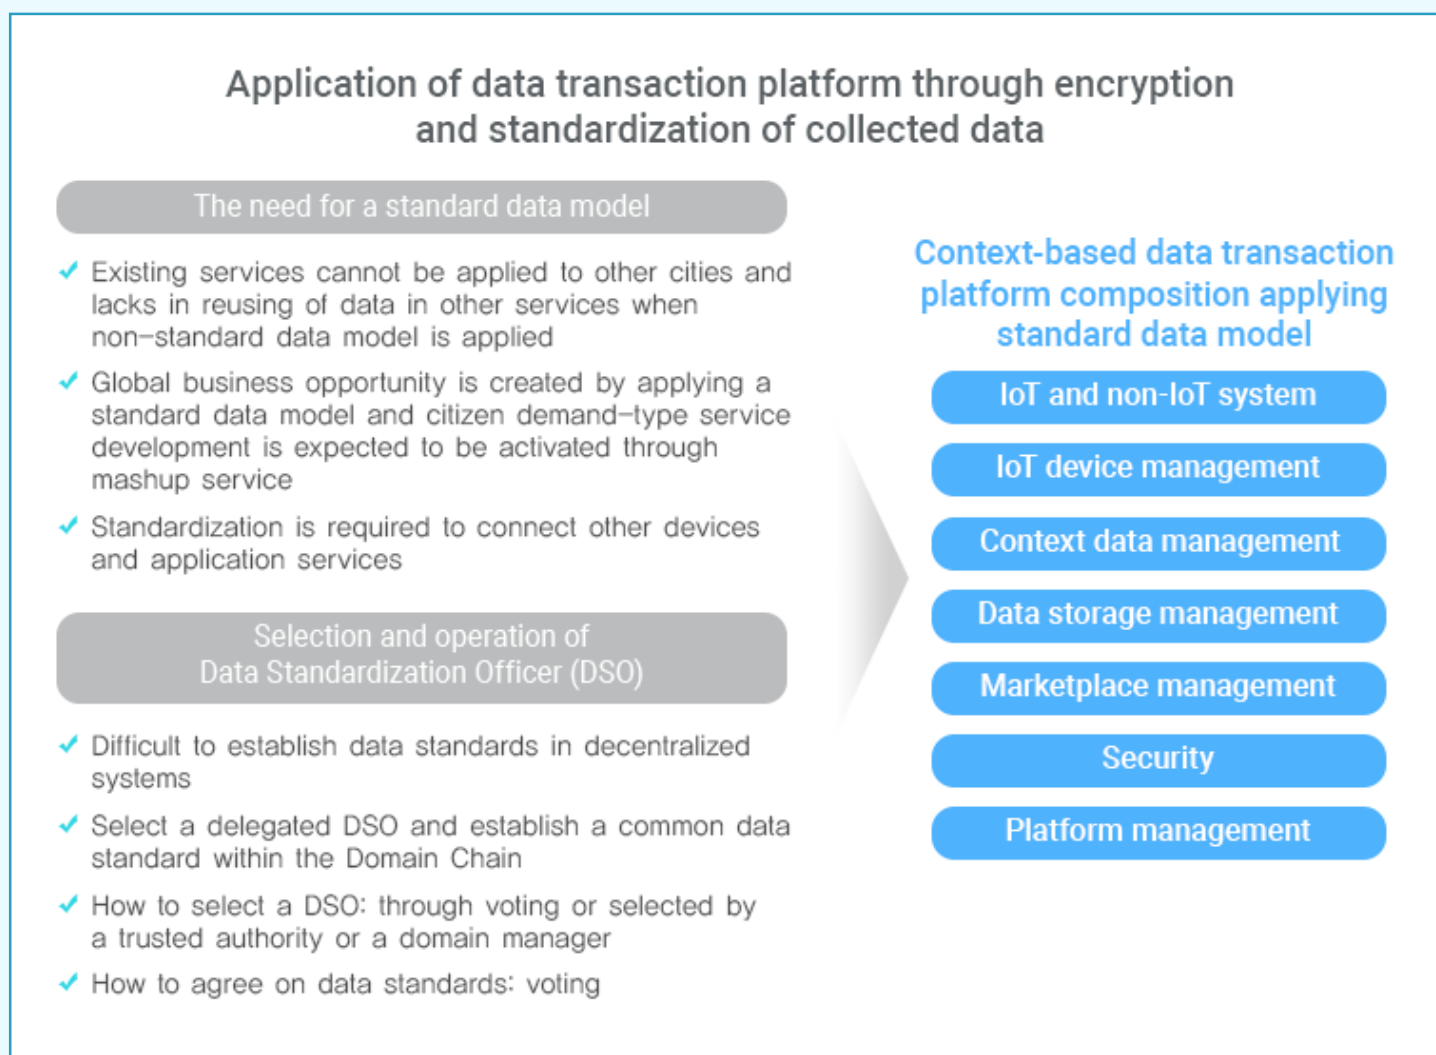 Application of data transaction platform through encryption
and standardization of collected data
The need for a standard data model
Existing services cannot be applied to other cities and
lacks in reusing of data in other services when
non-standard data model is applied
Global business opportunity is created by applying a
standard data model and citizen demand-type service
development is expected to be activated through
mashup service
Standardization is required to connect other devices
and application services
Selection and operation of
Data Standardization Officer (DSO)
Difficult to establish data standards in decentralized
systems
Select a delegated DSO and establish a common data
standard within the Domain Chain
How to select a DSO: through voting or selected by
a trusted authority or a domain manager
How to agree on data standards: voting
Context-based data transaction
platform composition applying
standard data model
IoT and non-IoT system
IoT device management
Context data management
Data storage management
Marketplace management
Security
Platform management